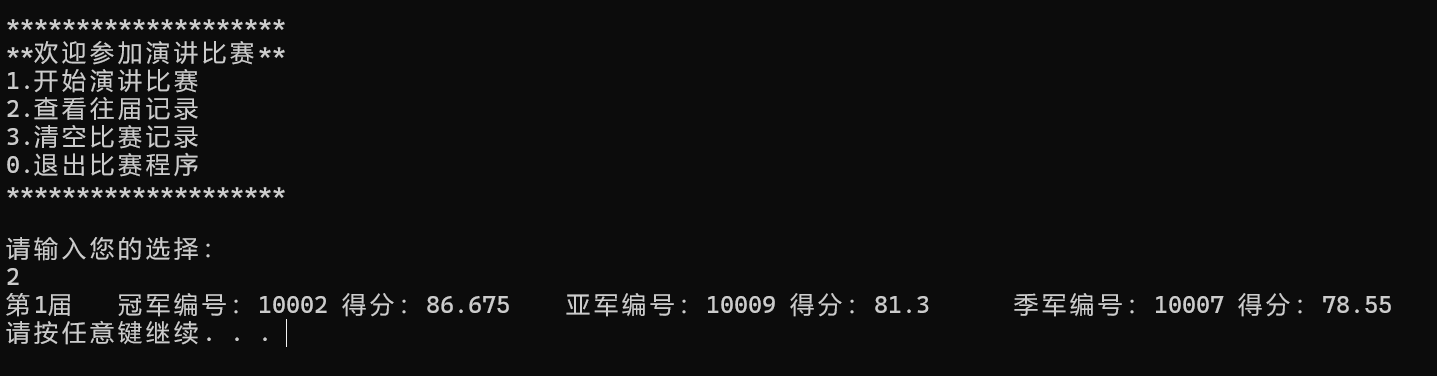 ********************
**欢迎参加演讲比赛**
1.开始演讲比赛
2.查看往届记录
3.清空比赛记录
0.退出比赛程序
********************
请输入您的选择：
2
第1届   冠军编号：10002 得分：86.675    亚军编号：10009 得分：81.3      季军编号：10007 得分：78.55
请按任意键继续. . .